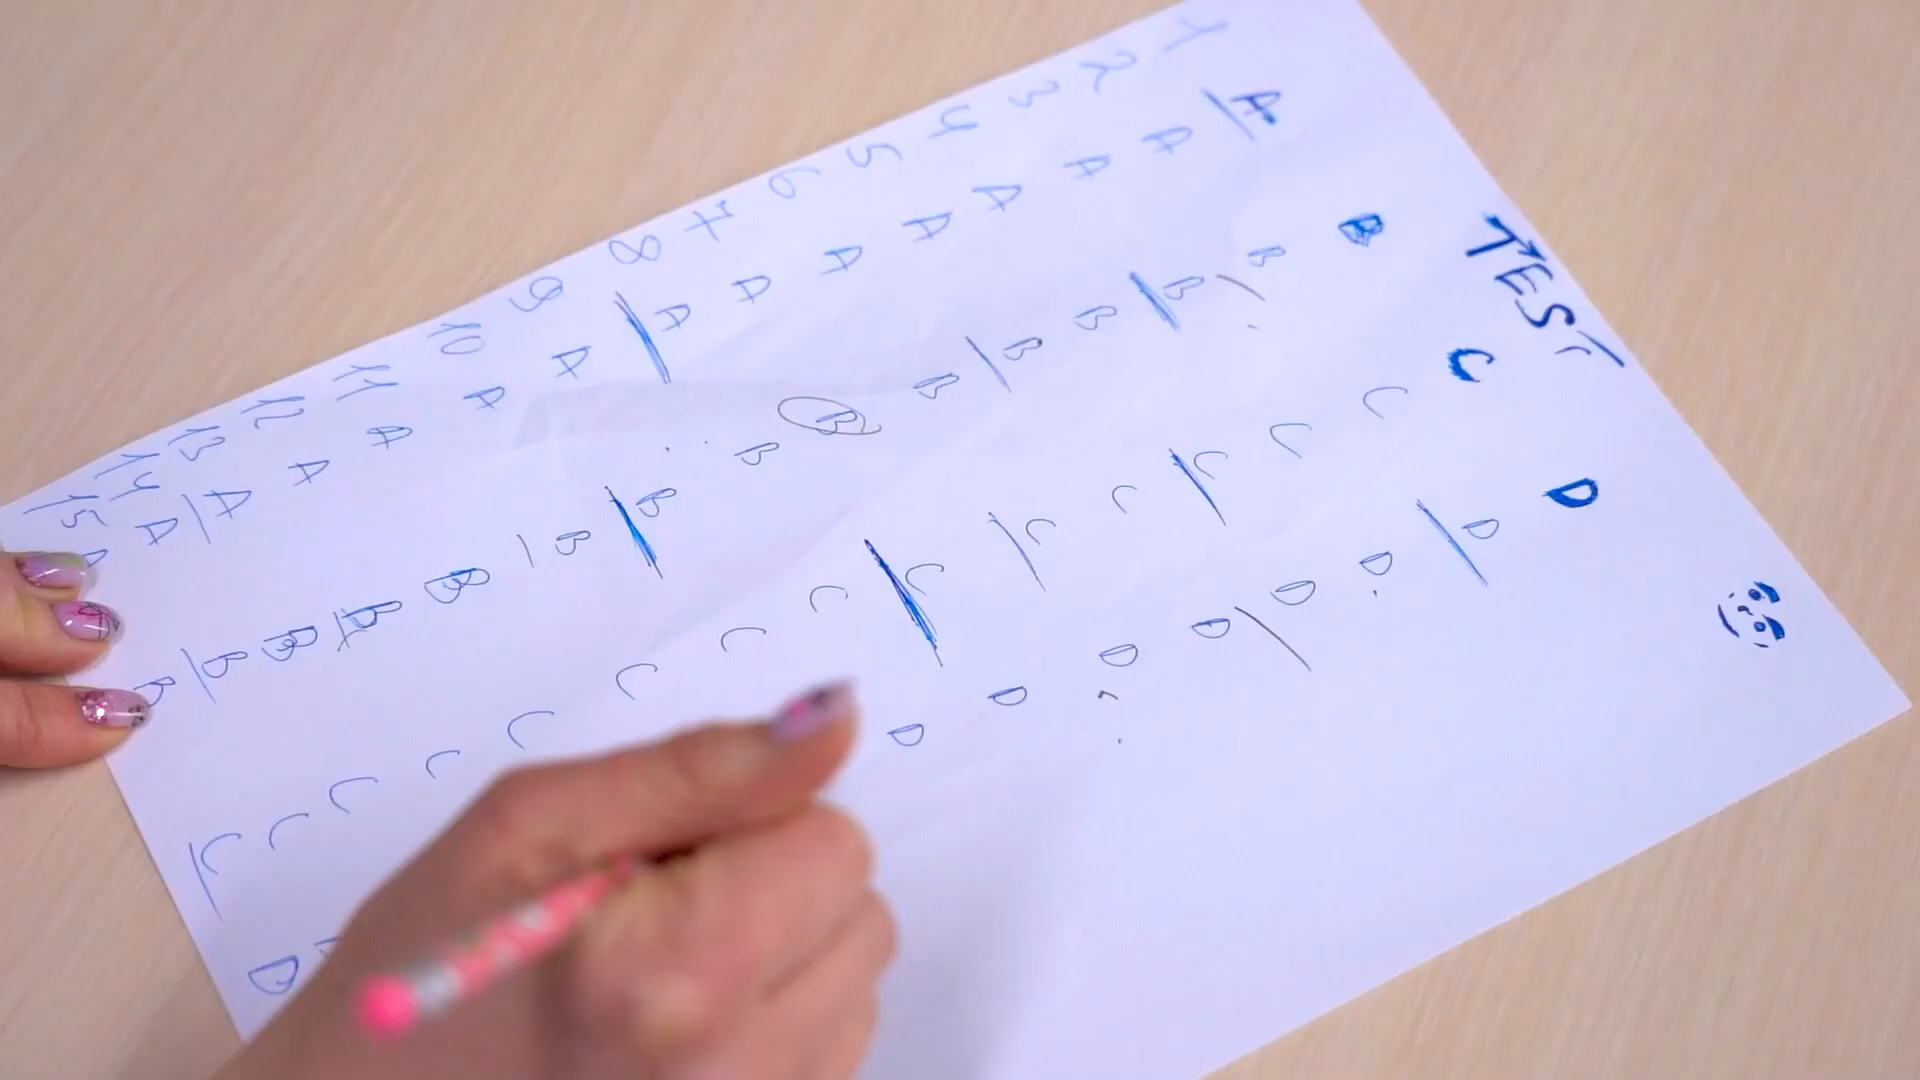 TEST
1 A B C D
2 A B C D
3 A B C D
4 A B C D
5 A B C D
6 A B C D
7 A B C D
8 A B C D
9 A B C
10 A B C
11 A B C
12 A B C
13 A B C
14 A B C
15 A B C D